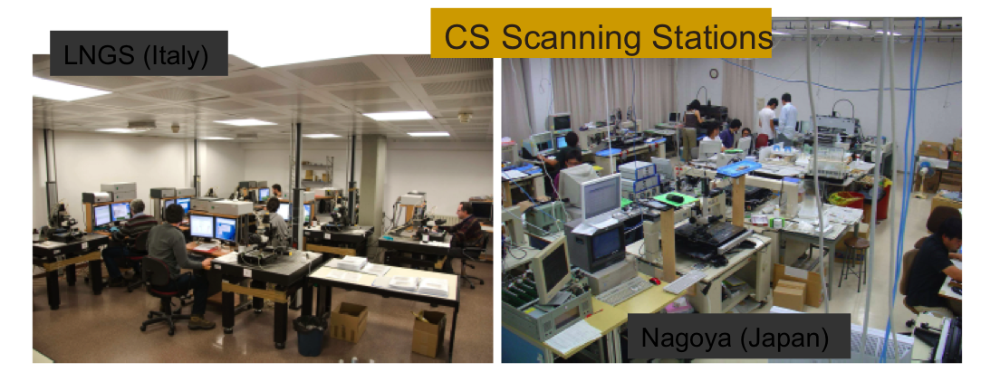 CS Scanning Stations
LNGS (Italy)
Nagoya (Japan)